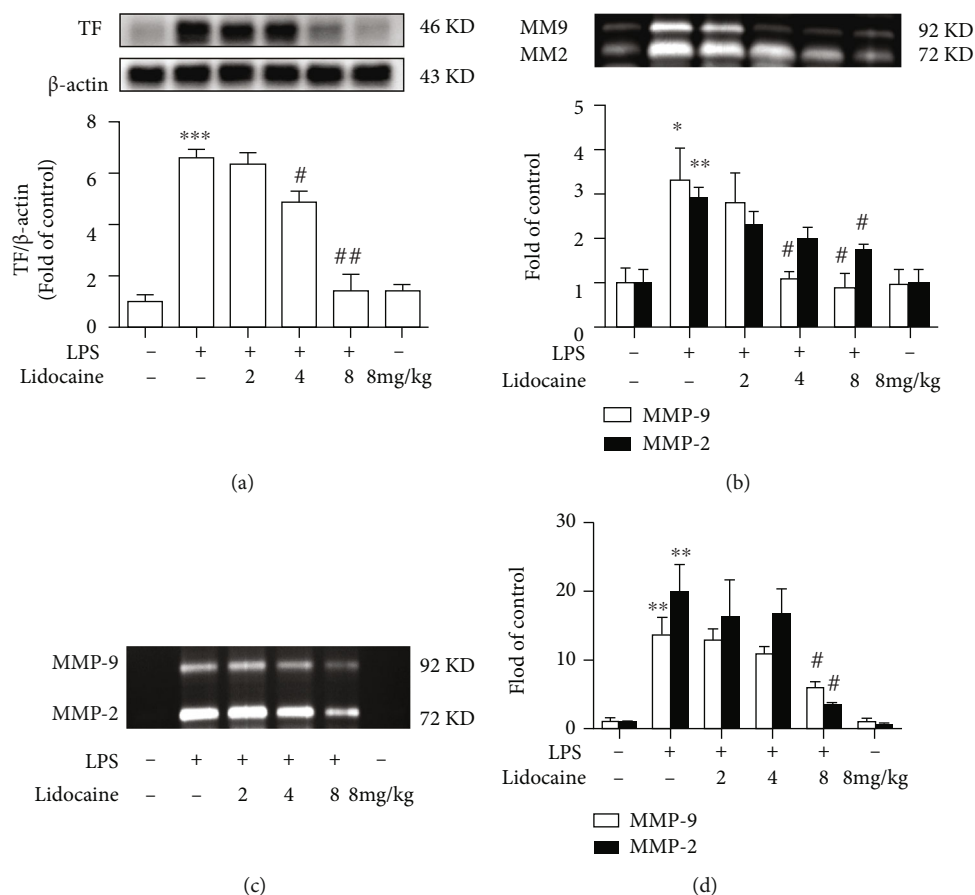 TF
46 KD
β-actin
43 KD
TF/β-actin
(Fold of control)
8
6
4
2
0
***
#
##
LPS – + + + + –
Lidocaine – – 2 4 8 8mg/kg
(a)
MM9 92 KD
MM2 72 KD
Fold of control
5
4
3
2
1
0
*
**
#
#
#
LPS – + + + + –
Lidocaine – – 2 4 8 8mg/kg
MMP-9
MMP-2
(b)
MMP-9 92 KD
MMP-2 72 KD
LPS – + + + + –
Lidocaine – – 2 4 8 8mg/kg
(c)
Flod of control
30
20
10
0
**
**
#
#
LPS – + + + + –
Lidocaine – – 2 4 8 8mg/kg
MMP-9
MMP-2
(d)